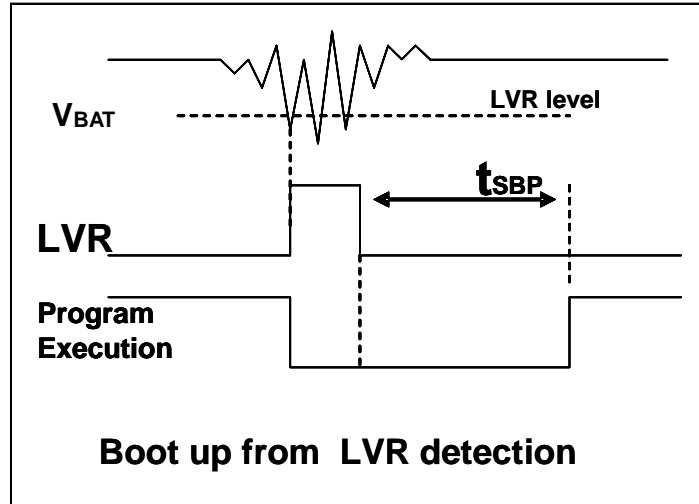 LVR level
VBAT
tSBP
LVR
Program
Execution
Boot up from LVR detection